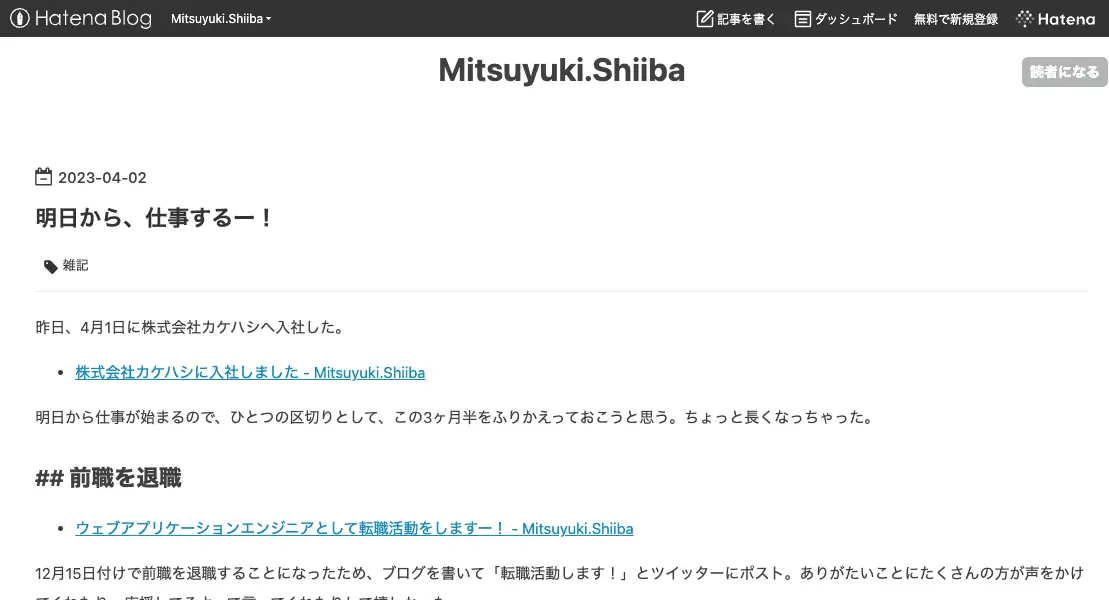 Hatena Blog Mitsuyuki.Shiiba 記事を書く ダッシュボード 無料で新規登録 Hatena
Mitsuyuki.Shiiba
読者になる
2023-04-02
明日から、仕事するー！
雑記
昨日、4月1日に株式会社カケハシへ入社した。
• 株式会社カケハシに入社しました - Mitsuyuki.Shiiba
明日から仕事が始まるので、ひとつの区切りとして、この3ヶ月半をふりかえっておこうと思う。ちょっと長くなっちゃった。
## 前職を退職
• ウェブアプリケーションエンジニアとして転職活動をしますー！ - Mitsuyuki.Shiiba
12月15日付けで前職を退職することになったため、ブログを書いて「転職活動します！」とツイッターにポスト。ありがたいことにたくさんの方が声をかけ